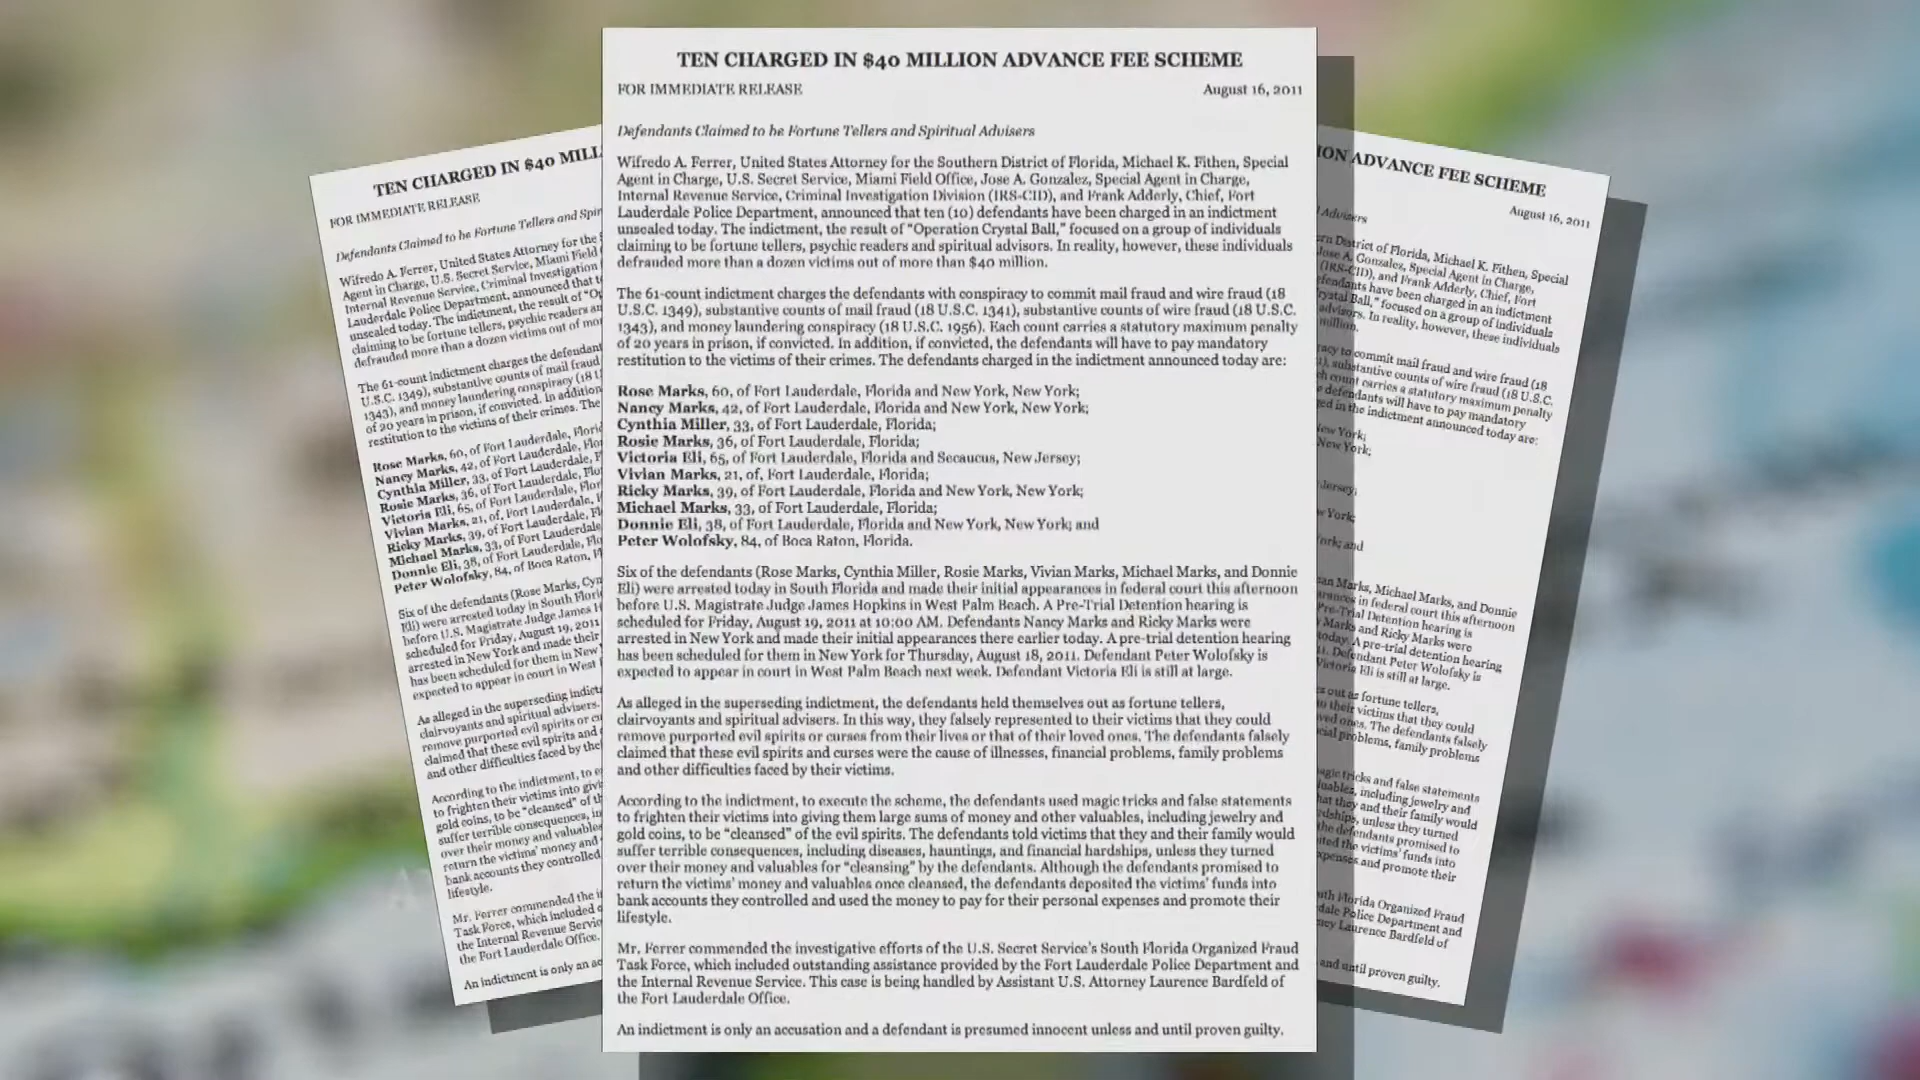 TEN CHARGED IN $40 MILLION ADVANCE FEE SCHEME
FOR IMMEDIATE RELEASE August 16, 2011
Defendants Claimed to be Fortune Tellers and Spiritual Advisers
Wifredo A. Ferrer, United States Attorney for the Southern District of Florida, Michael K. Fithen, Special
Agent in Charge, U.S. Secret Service, Miami Field Office, Jose A. Gonzalez, Special Agent in Charge,
Internal Revenue Service, Criminal Investigation Division (IRS-CID), and Frank Adderly, Chief, Fort
Lauderdale Police Department, announced that ten (10) defendants have been charged in an indictment
unsealed today. The indictment, the result of "Operation Crystal Ball," focused on a group of individuals
claiming to be fortune tellers, psychic readers and spiritual advisors. In reality, however, these individuals
defrauded more than a dozen victims out of more than $40 million.
The 61-count indictment charges the defendants with conspiracy to commit mail fraud and wire fraud (18
U.S.C. 1349), substantive counts of mail fraud (18 U.S.C. 1341), substantive counts of wire fraud (18 U.S.C.
1343), and money laundering conspiracy (18 U.S.C. 1956). Each count carries a statutory maximum penalty
of 20 years in prison, if convicted. In addition, if convicted, the defendants will have to pay mandatory
restitution to the victims of their crimes. The defendants charged in the indictment announced today are:
Rose Marks, 60, of Fort Lauderdale, Florida and New York, New York;
Nancy Marks, 42, of Fort Lauderdale, Florida and New York, New York;
Cynthia Miller, 33, of Fort Lauderdale, Florida;
Rosie Marks, 36, of Fort Lauderdale, Florida;
Victoria Eli, 65, of Fort Lauderdale, Florida and Secaucus, New Jersey;
Vivian Marks, 21, of, Fort Lauderdale, Florida;
Ricky Marks, 39, of Fort Lauderdale, Florida and New York, New York;
Michael Marks, 33, of Fort Lauderdale, Florida;
Donnie Eli, 38, of Fort Lauderdale, Florida and New York, New York; and
Peter Wolofsky, 84, of Boca Raton, Florida.
Six of the defendants (Rose Marks, Cynthia Miller, Rosie Marks, Vivian Marks, Michael Marks, and Donnie
Eli) were arrested today in South Florida and made their initial appearances in federal court this afternoon
before U.S. Magistrate Judge James Hopkins in West Palm Beach. A Pre-Trial Detention hearing is
scheduled for Friday, August 19, 2011 at 10:00 AM. Defendants Nancy Marks and Ricky Marks were
arrested in New York and made their initial appearances there earlier today. A pre-trial detention hearing
has been scheduled for them in New York for Thursday, August 18, 2011. Defendant Peter Wolofsky is
expected to appear in court in West Palm Beach next week. Defendant Victoria Eli is still at large.
As alleged in the superseding indictment, the defendants held themselves out as fortune tellers,
clairvoyants and spiritual advisers. In this way, they falsely represented to their victims that they could
remove purported evil spirits or curses from their lives or that of their loved ones. The defendants falsely
claimed that these evil spirits and curses were the cause of illnesses, financial problems, family problems
and other difficulties faced by their victims.
According to the indictment, to execute the scheme, the defendants used magic tricks and false statements
to frighten their victims into giving them large sums of money and other valuables, including jewelry and
gold coins, to be "cleansed" of the evil spirits. The defendants told victims that they and their family would
suffer terrible consequences, including diseases, hauntings, and financial hardships, unless they turned
over their money and valuables for "cleansing" by the defendants. Although the defendants promised to
return the victims' money and valuables once cleansed, the defendants deposited the victims' funds into
bank accounts they controlled and used the money to pay for their personal expenses and promote their
lifestyle.
Mr. Ferrer commended the investigative efforts of the U.S. Secret Service's South Florida Organized Fraud
Task Force, which included outstanding assistance provided by the Fort Lauderdale Police Department and
the Internal Revenue Service. This case is being handled by Assistant U.S. Attorney Laurence Bardfeld of
the Fort Lauderdale Office.
An indictment is only an accusation and a defendant is presumed innocent unless and until proven guilty.